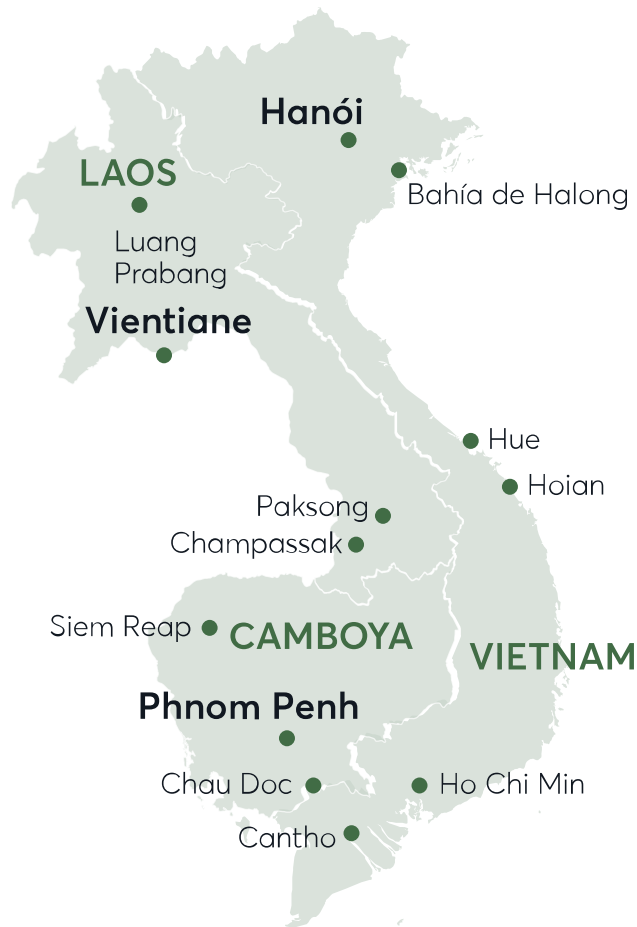 Hanói
LAOS
Bahía de Halong
Luang
Prabang
Vientiane
Hue
Hoian
Paksong
Champassak
Siem Reap
CAMBOYA
VIETNAM
Phnom Penh
Chau Doc
Ho Chi Min
Cantho